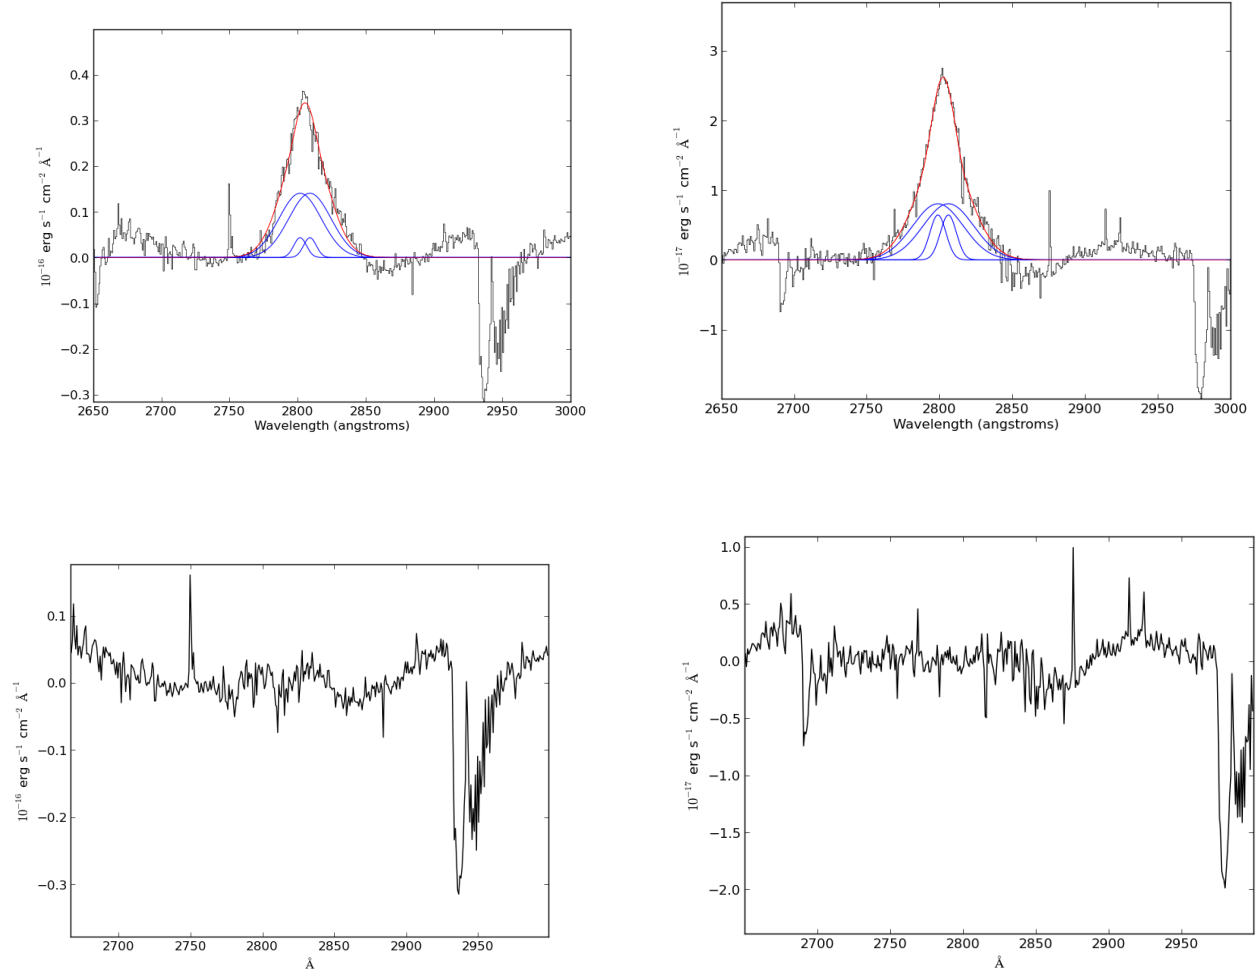 0.4
0.3
0.2
0.1
0.0
−0.1
−0.2
−0.3
10⁻¹⁶ erg s⁻¹ cm⁻² Å⁻¹
2650 2700 2750 2800 2850 2900 2950 3000
Wavelength (angstroms)
3
2
1
0
−1
10⁻¹⁷ erg s⁻¹ cm⁻² Å⁻¹
2650 2700 2750 2800 2850 2900 2950 3000
Wavelength (angstroms)
0.1
0.0
−0.1
−0.2
−0.3
10⁻¹⁶ erg s⁻¹ cm⁻² Å⁻¹
2700 2750 2800 2850 2900 2950
Å
1.0
0.5
0.0
−0.5
−1.0
−1.5
−2.0
10⁻¹⁷ erg s⁻¹ cm⁻² Å⁻¹
2700 2750 2800 2850 2900 2950
Å